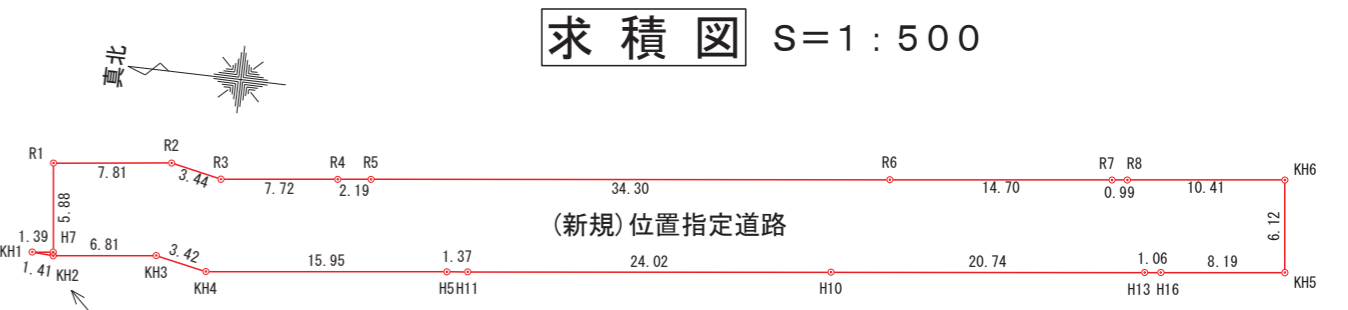 求 積 図 S＝1：500
真北
R1 R2 R3 R4 R5 R6 R7 R8 KH6
7.81 3.44 7.72 2.19 34.30 14.70 0.99 10.41
5.88 (新規)位置指定道路 6.12
KH1 1.39 H7 6.81 3.42 15.95 1.37 24.02 20.74 1.06 8.19
1.41 KH2 KH3 KH4 H5 H11 H10 H13 H16 KH5